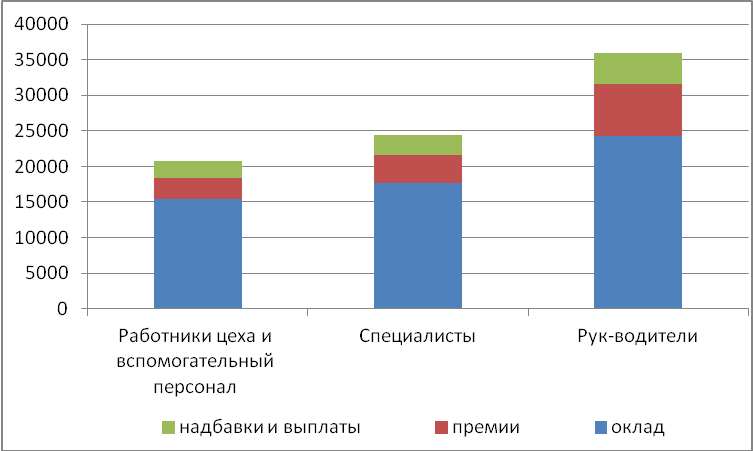 40000
35000
30000
25000
20000
15000
10000
5000
0
Работники цеха и
вспомогательный
персонал
Специалисты
Рук-водители
надбавки и выплаты
премии
оклад